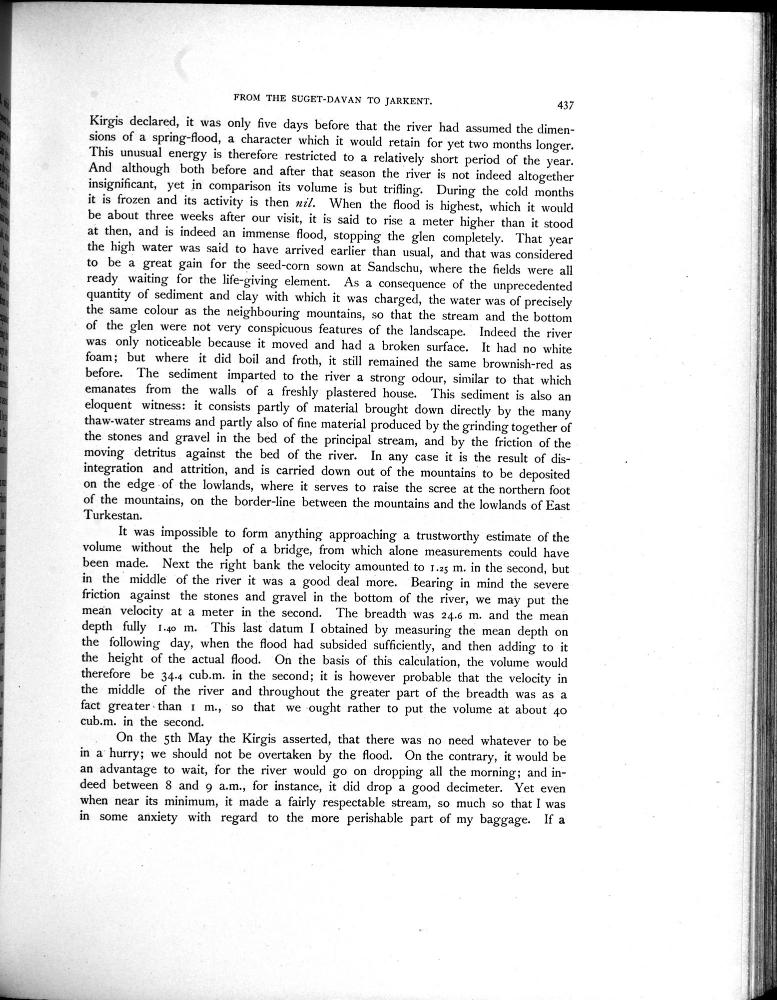 FROM THE SUGET-DAVAN TO JARKENT.
437
Kirgis declared, it was only five days before that the river had assumed the dimen-
sions of a spring-flood, a character which it would retain for yet two months longer.
This unusual energy is therefore restricted to a relatively short period of the year.
And although both before and after that season the river is not indeed altogether
insignificant, yet in comparison its volume is but trifling. During the cold months
it is frozen and its activity is then nil. When the flood is highest, which it would
be about three weeks after our visit, it is said to rise a meter higher than it stood
at then, and is indeed an immense flood, stopping the glen completely. That year
the high water was said to have arrived earlier than usual, and that was considered
to be a great gain for the seed-corn sown at Sandschu, where the fields were all
ready waiting for the life-giving element. As a consequence of the unprecedented
quantity of sediment and clay with which it was charged, the water was of precisely
the same colour as the neighbouring mountains, so that the stream and the bottom
of the glen were not very conspicuous features of the landscape. Indeed the river
was only noticeable because it moved and had a broken surface. It had no white
foam; but where it did boil and froth, it still remained the same brownish-red as
before. The sediment imparted to the river a strong odour, similar to that which
emanates from the walls of a freshly plastered house. This sediment is also an
eloquent witness: it consists partly of material brought down directly by the many
thaw-water streams and partly also of fine material produced by the grinding together of
the stones and gravel in the bed of the principal stream, and by the friction of the
moving detritus against the bed of the river. In any case it is the result of dis-
integration and attrition, and is carried down out of the mountains to be deposited
on the edge of the lowlands, where it serves to raise the scree at the northern foot
of the mountains, on the border-line between the mountains and the lowlands of East
Turkestan.
It was impossible to form anything approaching a trustworthy estimate of the
volume without the help of a bridge, from which alone measurements could have
been made. Next the right bank the velocity amounted to 1.25 m. in the second, but
in the middle of the river it was a good deal more. Bearing in mind the severe
friction against the stones and gravel in the bottom of the river, we may put the
mean velocity at a meter in the second. The breadth was 24.6 m. and the mean
depth fully 1.40 m. This last datum I obtained by measuring the mean depth on
the following day, when the flood had subsided sufficiently, and then adding to it
the height of the actual flood. On the basis of this calculation, the volume would
therefore be 34.4 cub.m. in the second; it is however probable that the velocity in
the middle of the river and throughout the greater part of the breadth was as a
fact greater than 1 m., so that we ought rather to put the volume at about 40
cub.m. in the second.
On the 5th May the Kirgis asserted, that there was no need whatever to be
in a hurry; we should not be overtaken by the flood. On the contrary, it would be
an advantage to wait, for the river would go on dropping all the morning; and in-
deed between 8 and 9 a.m., for instance, it did drop a good decimeter. Yet even
when near its minimum, it made a fairly respectable stream, so much so that I was
in some anxiety with regard to the more perishable part of my baggage. If a